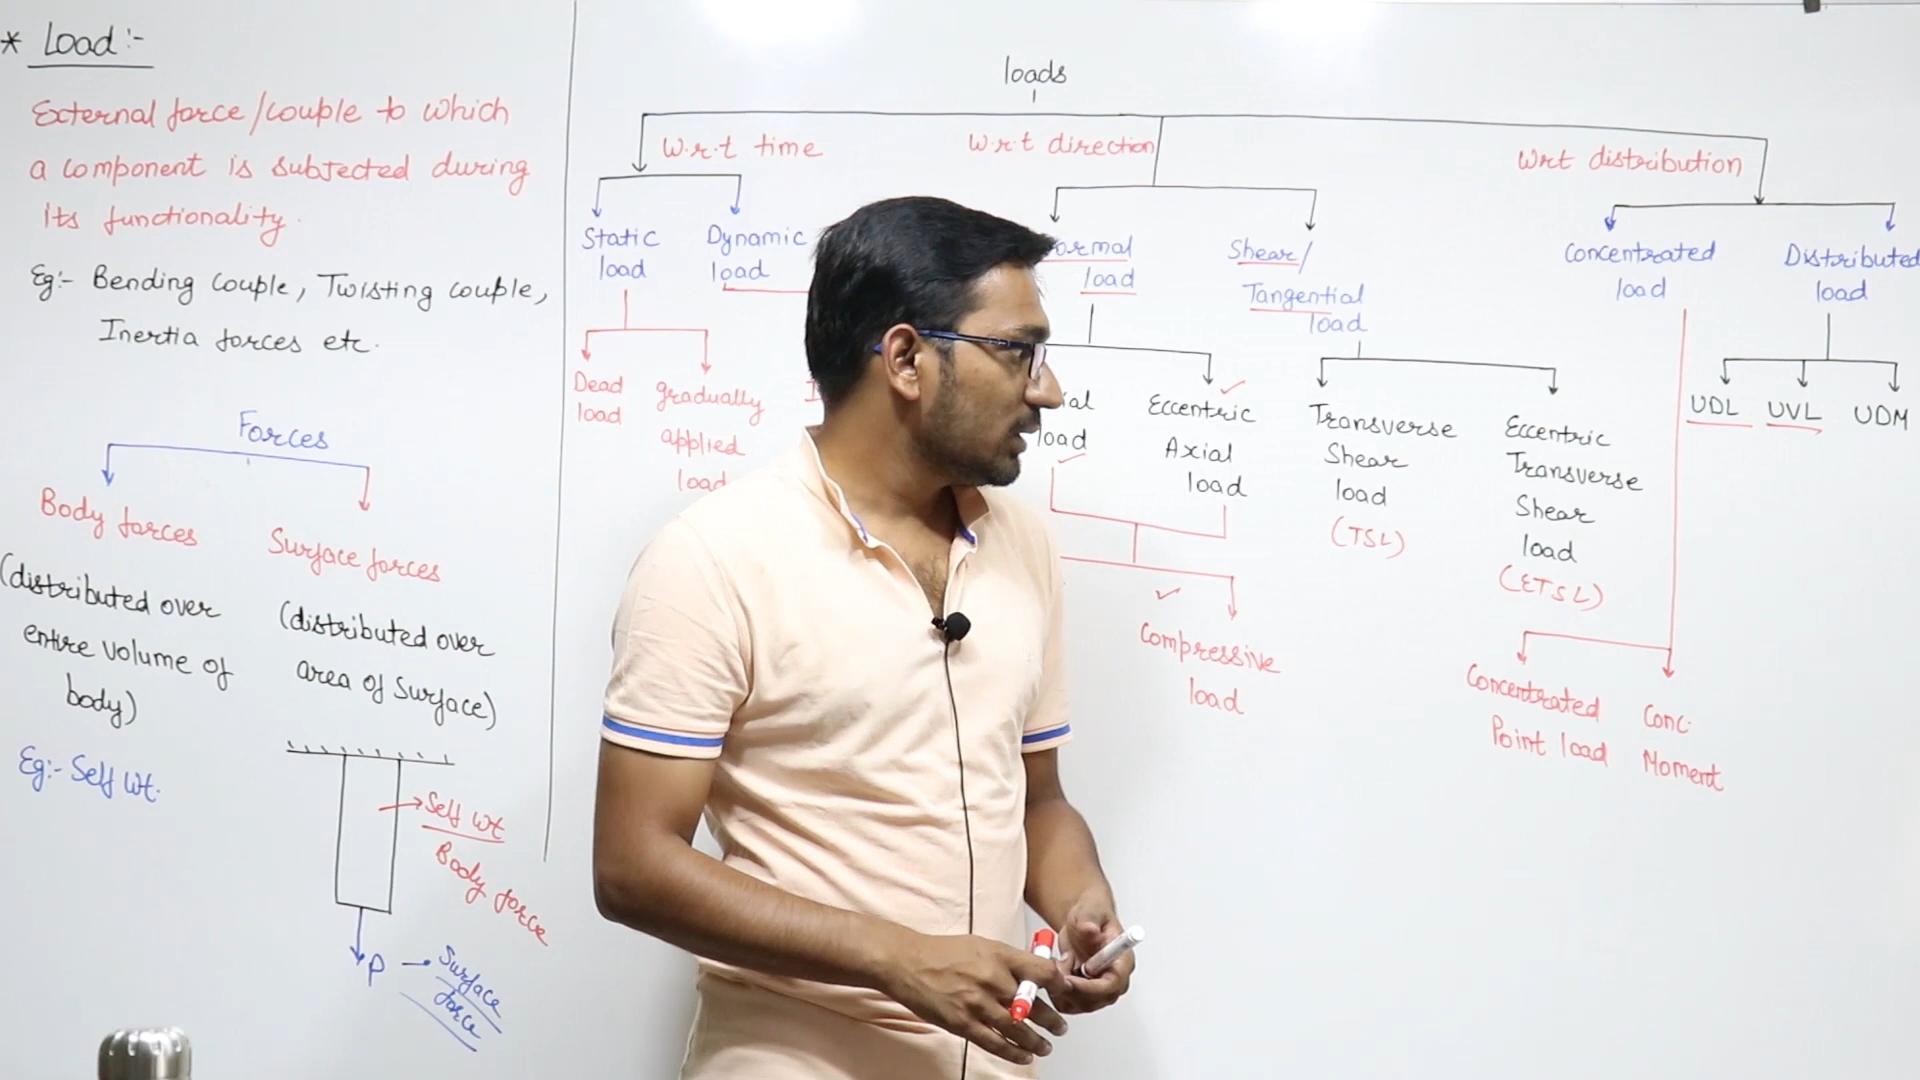 * Load :-
External force/couple to which
a component is subjected during
its functionality.
Eg:- Bending couple, Twisting couple,
Inertia forces etc.
Forces
Body forces
(distributed over
entire volume of
body)
Eg:- Self wt.
Surface forces
(distributed over
area of Surface)
Self wt
Body force
P → Surface
force
loads
W.r.t time
Static
load
Dynamic
load
Dead
load
gradually
applied
load
W.r.t direction
load
Shear/
Tangential
load
load
Eccentric
Axial
load
Compressive
load
Transverse
Shear
load
(TSL)
Eccentric
Transverse
Shear
load
(ETSL)
Wrt distribution
Concentrated
load
Distributed
load
UDL UVL UDM
Concentrated
Point load
Conc.
Moment